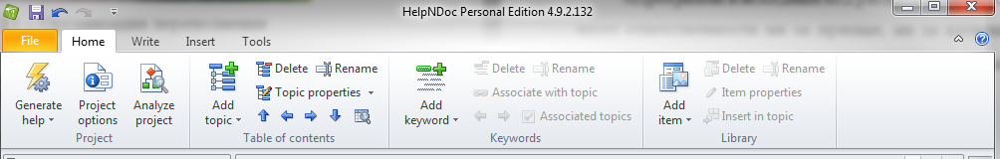 HelpNDoc Personal Edition 4.9.2.132
File Home Write Insert Tools
Generate help
Project options
Analyze project
Project
Add topic
Delete Rename
Topic properties
Table of contents
Add keyword
Delete Rename
Associate with topic
Associated topics
Keywords
Add item
Delete Rename
Item properties
Insert in topic
Library